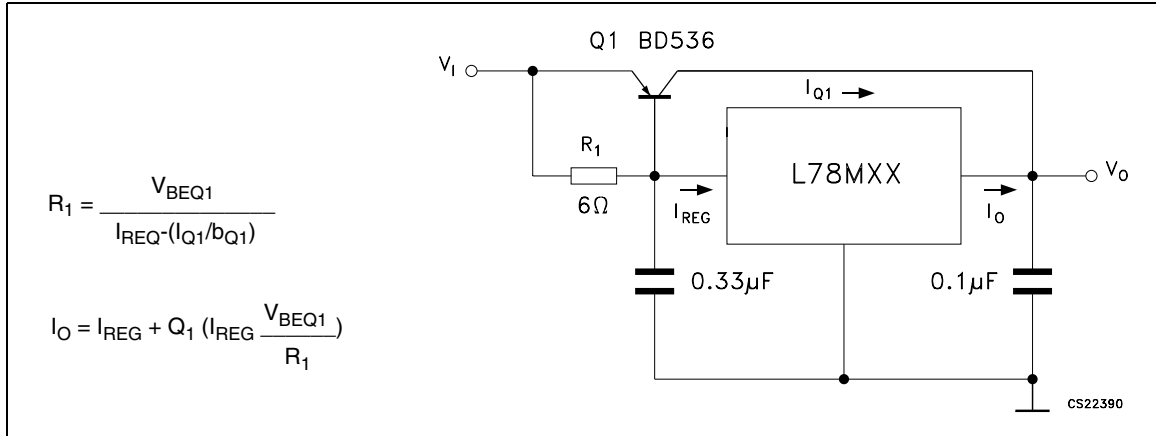 Q1 BD536
V_I
I_Q1
R_1
L78MXX
V_O
6Ω
I_REG
I_O
0.33µF
0.1µF
CS22390
R_1 = V_BEQ1 / I_REQ-(I_Q1/b_Q1)
I_O = I_REG + Q_1 (I_REG V_BEQ1 / R_1)